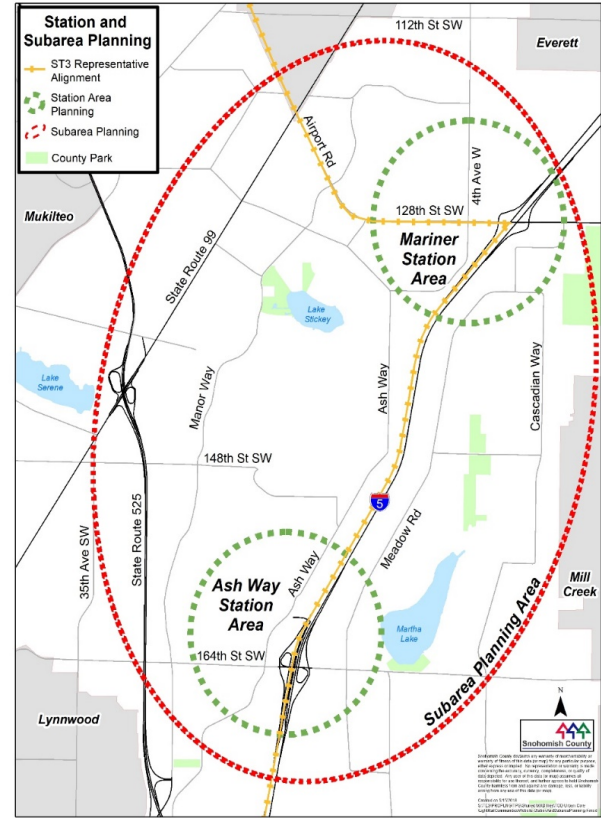 Station and
Subarea Planning
ST3 Representative
Alignment
Station Area
Planning
Subarea Planning
County Park
112th St SW
Everett
Airport Rd
4th Ave W
Mukilteo
State Route 99
128th St SW
Mariner
Station
Area
Lake
Stickey
Lake
Serene
Manor Way
Ash Way
Cascadian Way
148th St SW
5
35th Ave SW
State Route 525
Meadow Rd
Ash Way
Ash Way
Station
Area
Mill
Creek
Martha
Lake
Subarea Planning Area
164th St SW
Lynnwood
N
Snohomish County